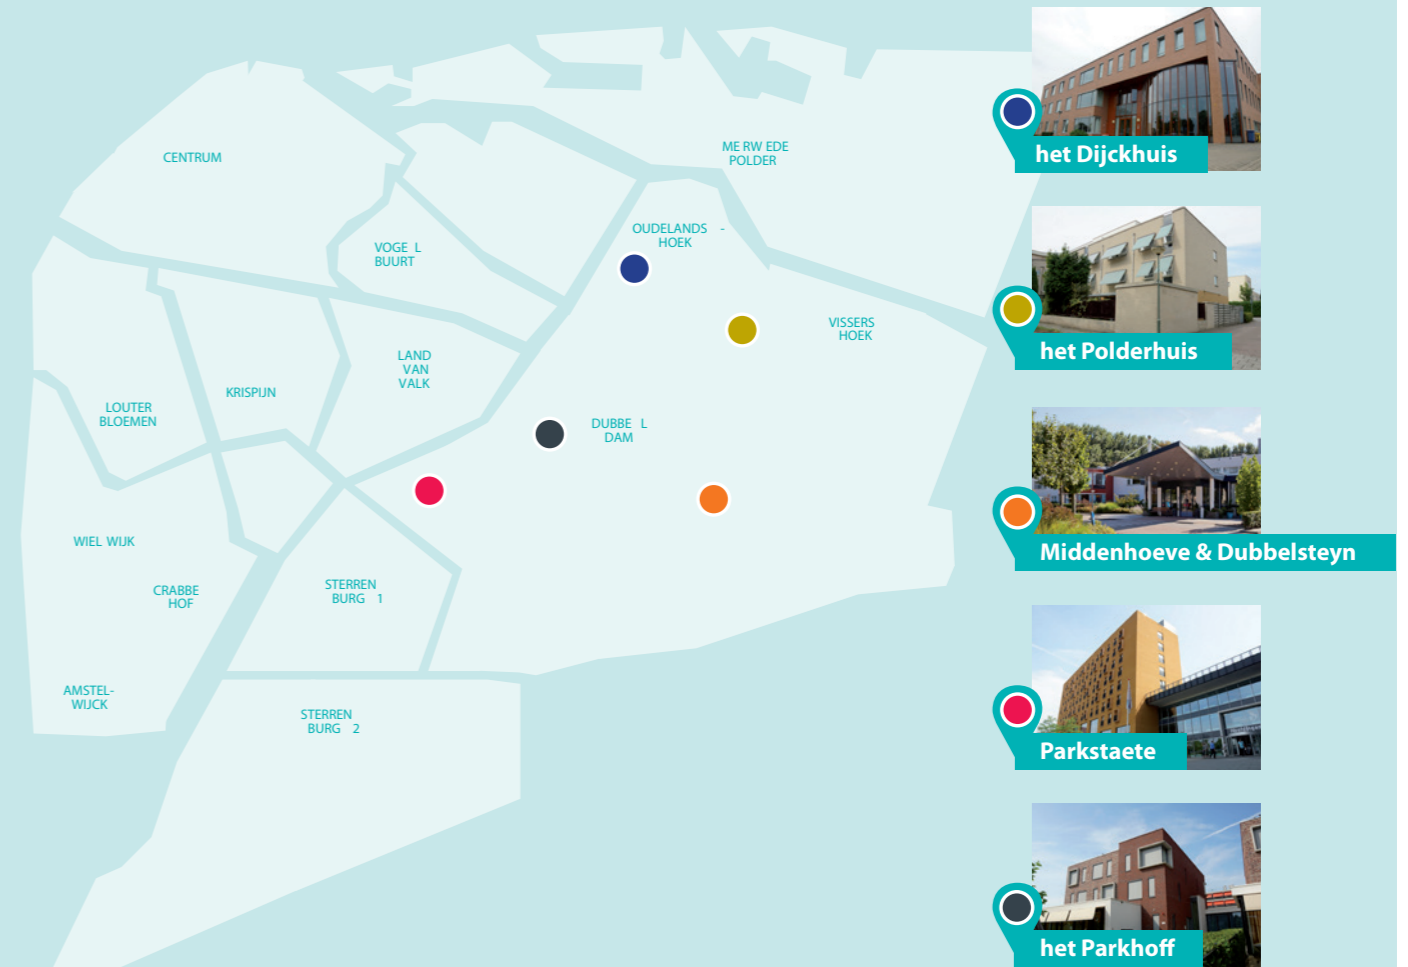 CENTRUM
ME RW EDE
POLDER
OUDELANDS -
HOEK
VOGE L
BUURT
VISSERS
HOEK
LAND
VAN
VALK
KRISPIJN
LOUTER
BLOEMEN
DUBBE L
DAM
WIEL WIJK
CRABBE
HOF
STERREN
BURG 1
AMSTEL-
WIJCK
STERREN
BURG 2
het Dijckhuis
het Polderhuis
Middenhoeve & Dubbelsteyn
Parkstaete
het Parkhoff